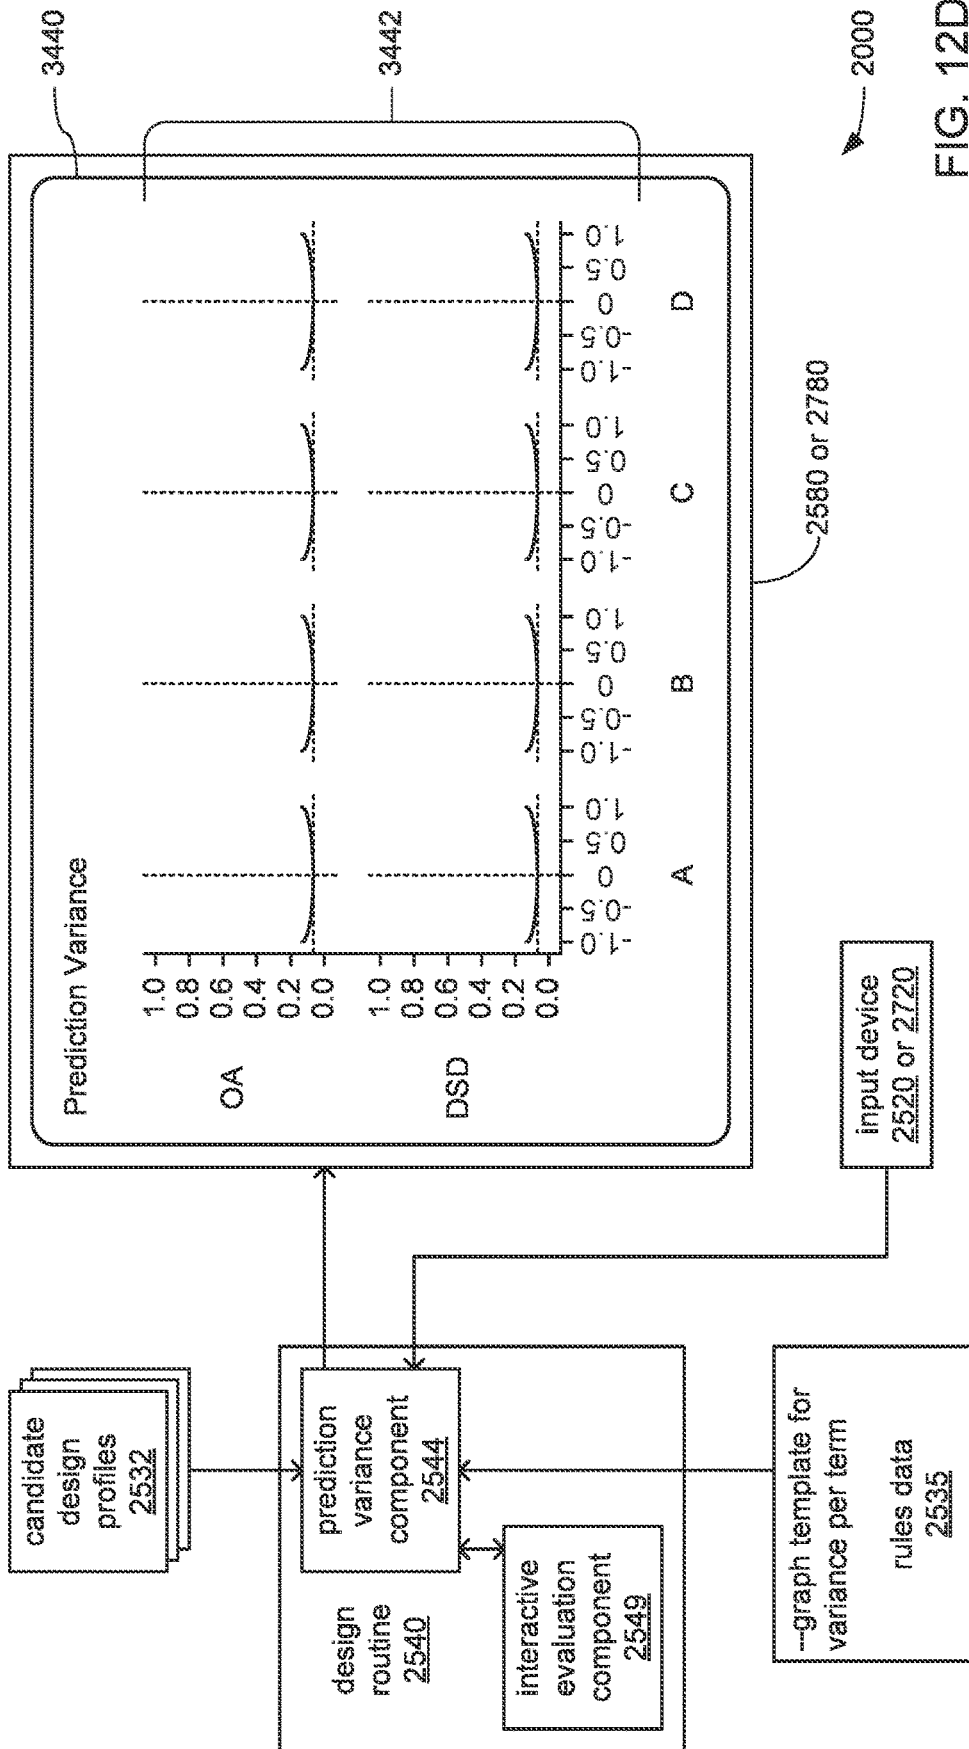 candidate
design
profiles
2532
design
routine
2540
prediction
variance
component
2544
interactive
evaluation
component
2549
--graph template for
variance per term
rules data
2535
input device
2520 or 2720
Prediction Variance
OA
1.0
0.8
0.6
0.4
0.2
0.0
DSD
1.0
0.8
0.6
0.4
0.2
0.0
-1.0 -0.5 0 0.5 1.0 -1.0 -0.5 0 0.5 1.0 -1.0 -0.5 0 0.5 1.0 -1.0 -0.5 0 0.5 1.0
A B C D
3440
3442
2580 or 2780
2000
FIG. 12D